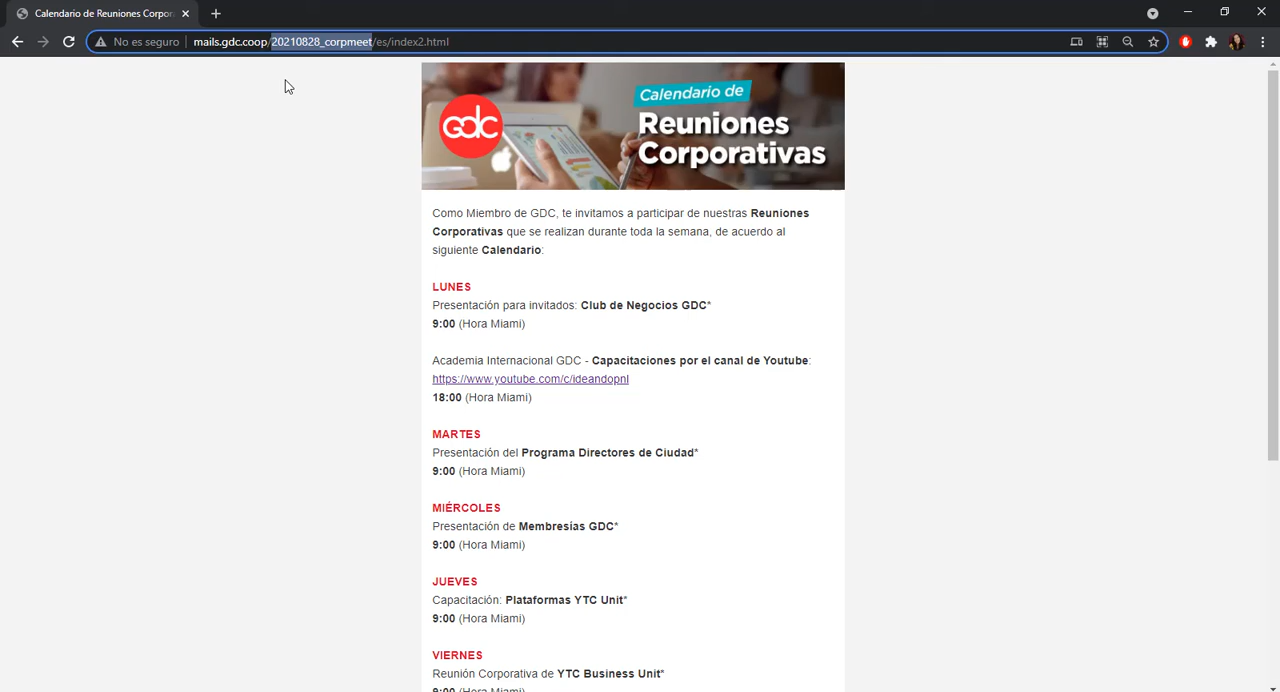 Calendario de Reuniones Corpor
No es seguro mails.gdc.coop/20210828_corpmeet/es/index2.html
gdc
Calendario de
Reuniones
Corporativas
Como Miembro de GDC, te invitamos a participar de nuestras Reuniones
Corporativas que se realizan durante toda la semana, de acuerdo al
siguiente Calendario:
LUNES
Presentación para invitados: Club de Negocios GDC*
9:00 (Hora Miami)
Academia Internacional GDC - Capacitaciones por el canal de Youtube:
https://www.youtube.com/c/ideandopnl
18:00 (Hora Miami)
MARTES
Presentación del Programa Directores de Ciudad*
9:00 (Hora Miami)
MIÉRCOLES
Presentación de Membresías GDC*
9:00 (Hora Miami)
JUEVES
Capacitación: Plataformas YTC Unit*
9:00 (Hora Miami)
VIERNES
Reunión Corporativa de YTC Business Unit*
9:00 (Hora Miami)